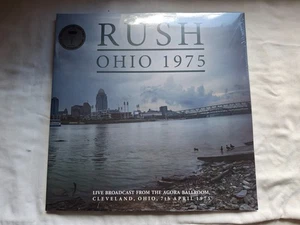 RUSH
OHIO 1975
LIVE BROADCAST FROM THE AGORA BALLROOM,
CLEVELAND, OHIO, 7th APRIL 1975